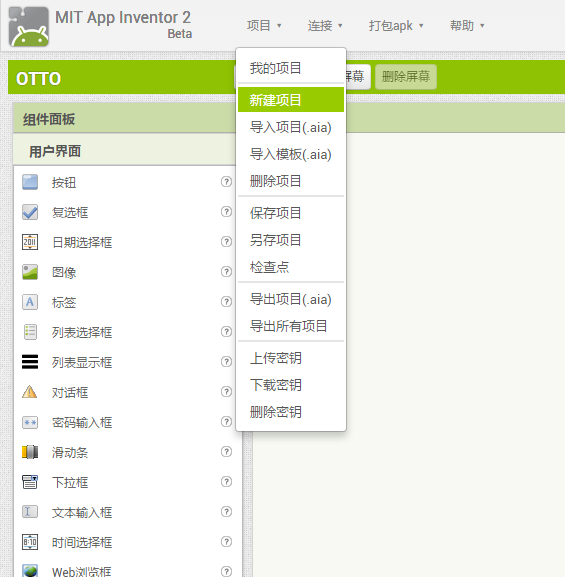 MIT App Inventor 2
Beta
项目 连接 打包apk 帮助
OTTO
屏幕 删除屏幕
组件面板
用户界面
按钮
复选框
日期选择框
图像
标签
列表选择框
列表显示框
对话框
密码输入框
滑动条
下拉框
文本输入框
时间选择框
Web浏览框
我的项目
新建项目
导入项目(.aia)
导入模板(.aia)
删除项目
保存项目
另存项目
检查点
导出项目(.aia)
导出所有项目
上传密钥
下载密钥
删除密钥